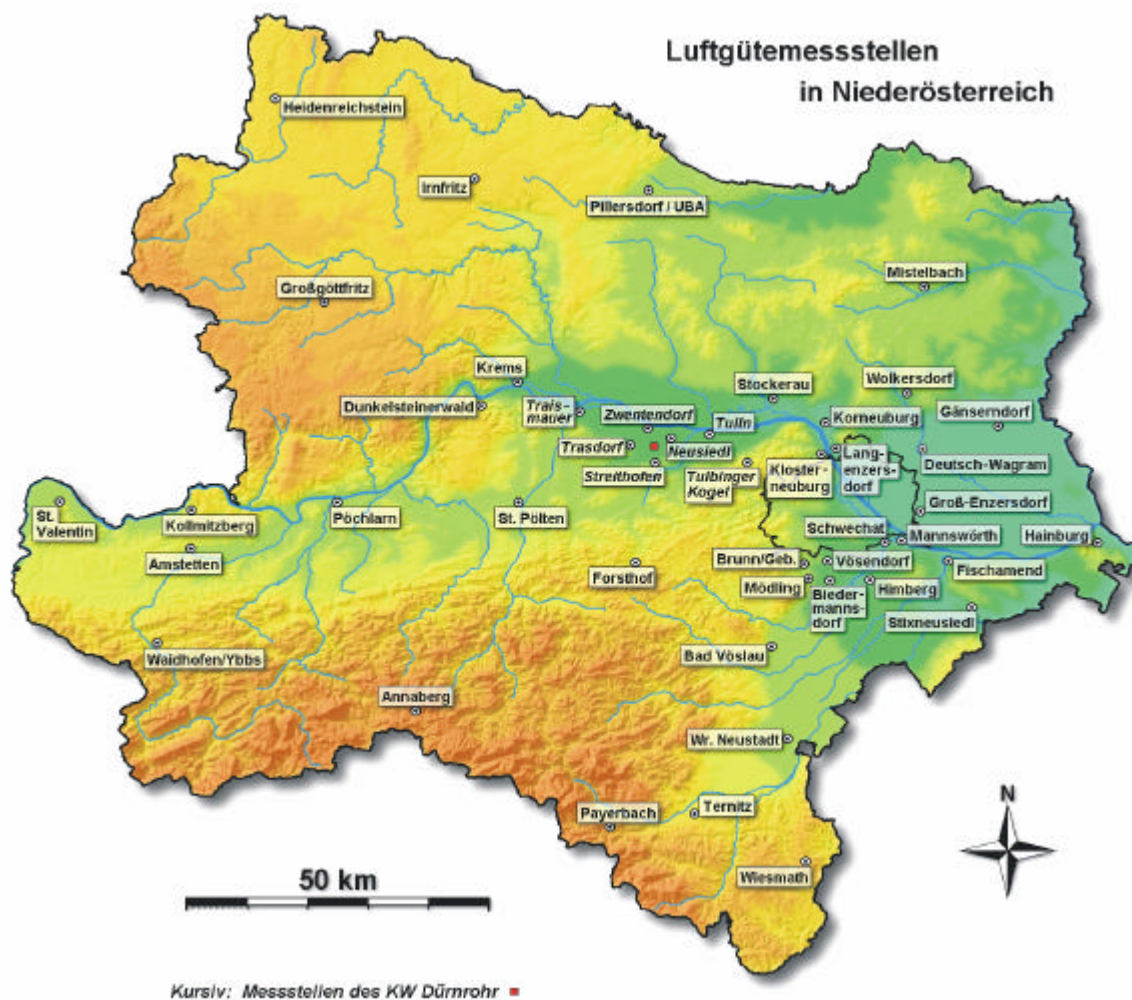 Luftgütemessstellen
in Niederösterreich
Heidenreichstein
Irnfritz
Pillersdorf / UBA
Mistelbach
Großgöttfritz
Krems
Stockerau
Wolkersdorf
Dunkelsteinerwald
Trais-
mauer
Zwentendorf
Tulln
Korneuburg
Gänserndorf
Trasdorf
Neusiedl
Streithofen
Tulbinger
Kogel
Kloster-
neuburg
Lang-
enzers-
dorf
Deutsch-Wagram
St.
Valentin
Kollmitzberg
Pöchlarn
St. Pölten
Groß-Enzersdorf
Schwechat
Mannswörth
Hainburg
Amstetten
Forsthof
Brunn/Geb.
Vösendorf
Fischamend
Mödling
Bieder-
manns-
dorf
Himberg
Stixneusiedl
Waidhofen/Ybbs
Bad Vöslau
Annaberg
Wr. Neustadt
Payerbach
Ternitz
Wiesmath
N
50 km
Kursiv: Messstellen des KW Dürnrohr